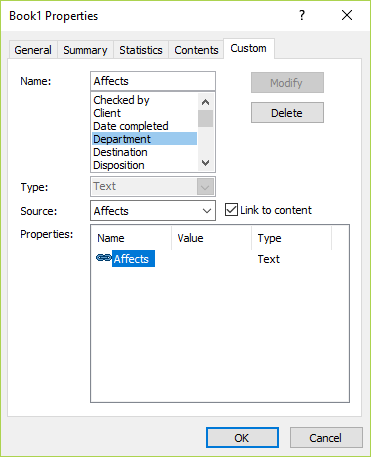 Book1 Properties
? ×
General Summary Statistics Contents Custom
Name: Affects
Modify
Checked by
Client
Date completed
Department
Destination
Disposition
Delete
Type: Text
Source: Affects Link to content
Properties: Name Value Type
Affects Text
OK Cancel